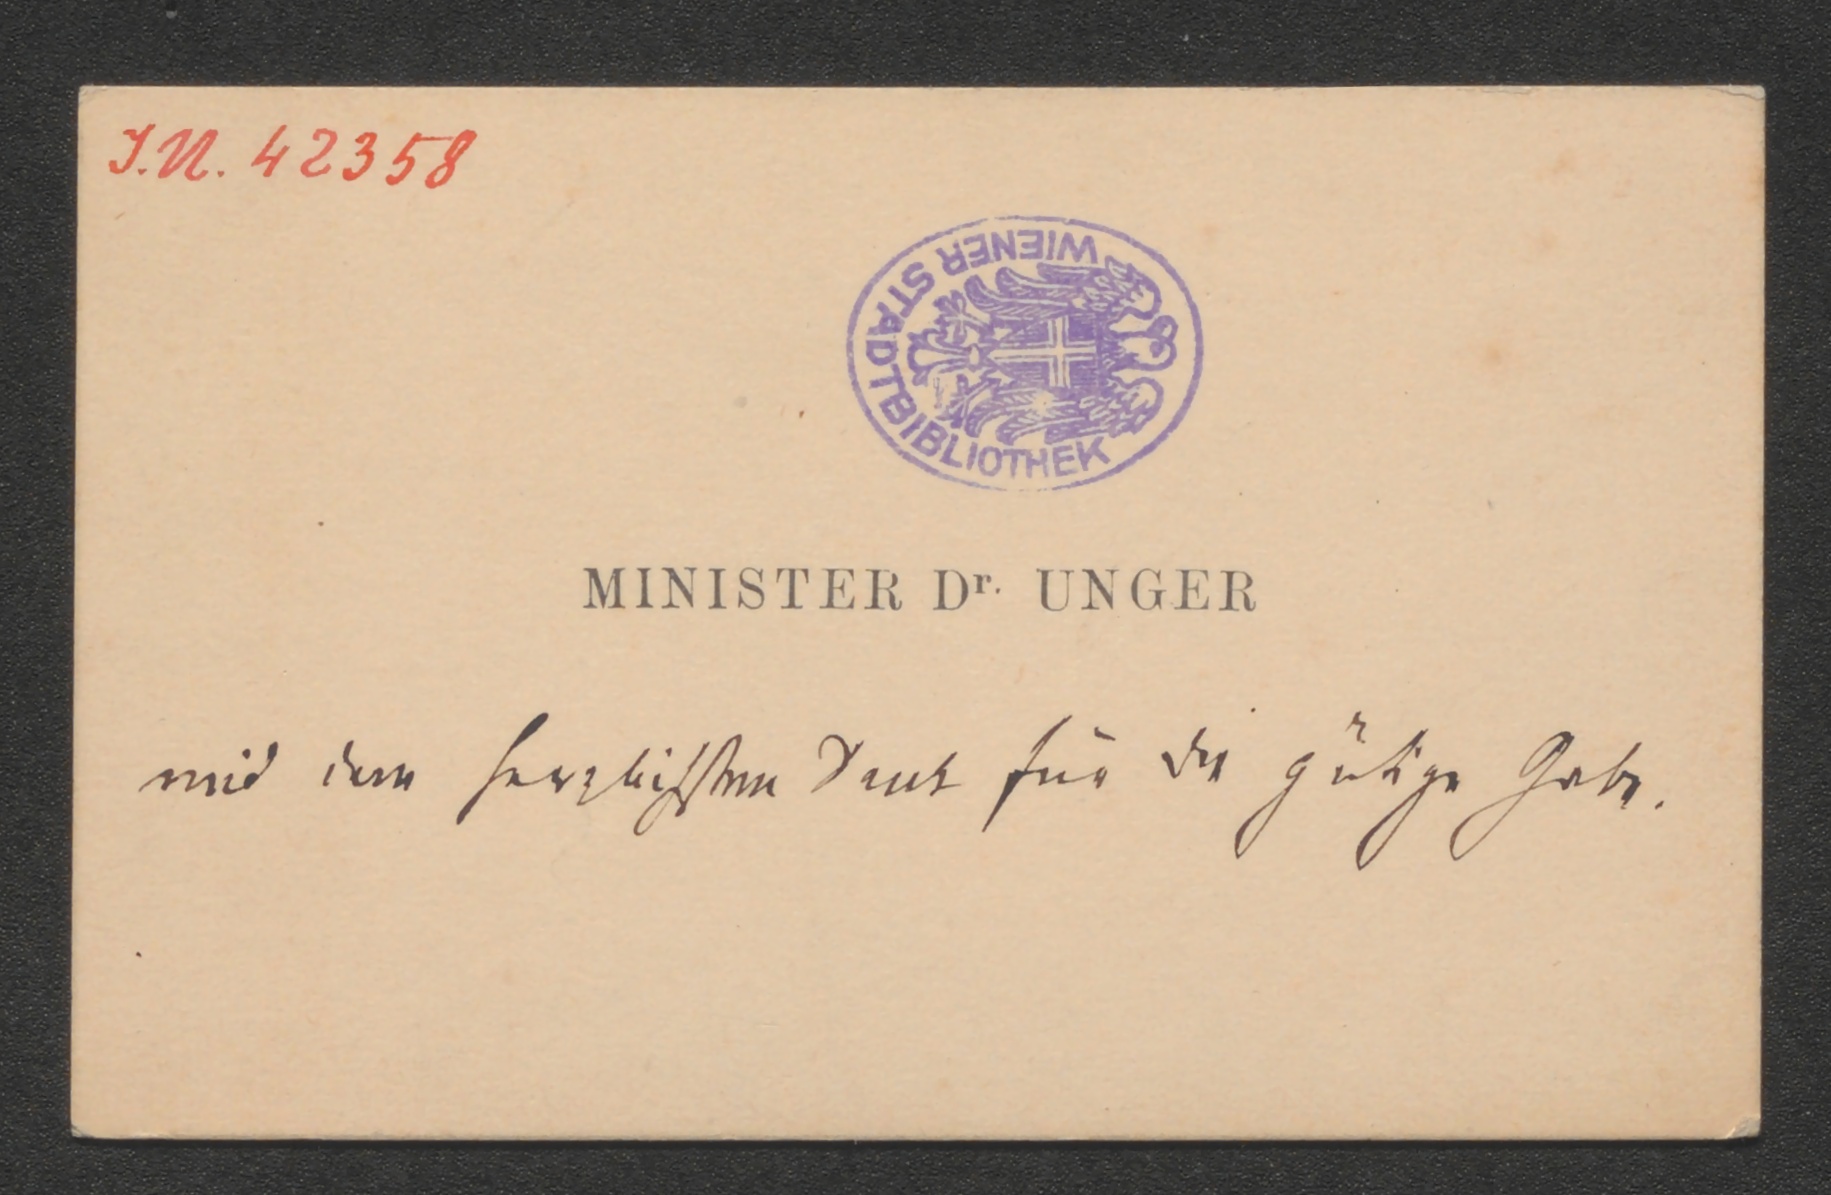 I.N. 42358
WIENER STADTBIBLIOTHEK
MINISTER Dr. UNGER
mit dem herzlichsten Dank für die gütige Gabe.